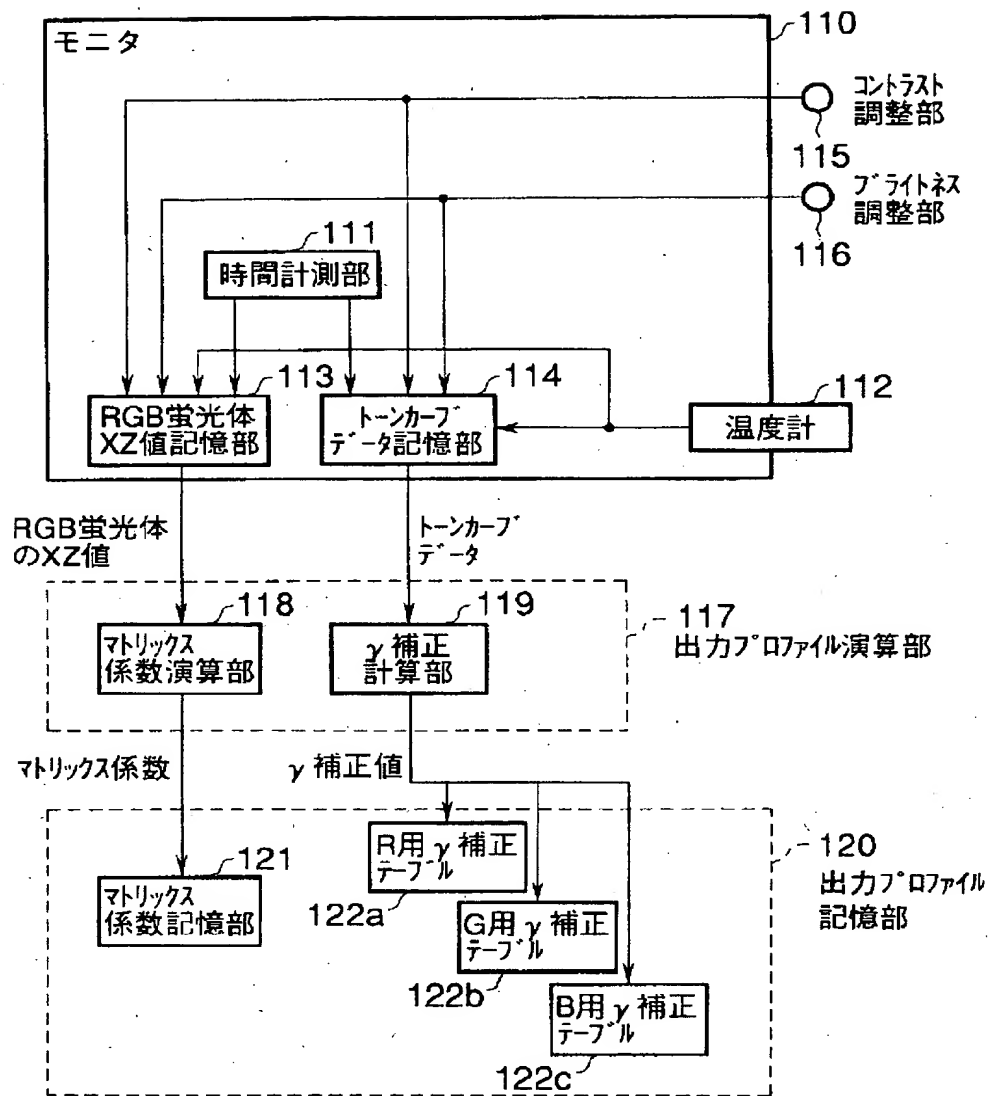 モニタ
110
コントラスト
調整部
115
ブライトネス
調整部
116
111
時間計測部
113
RGB蛍光体
XZ値記憶部
114
トーンカーブ
データ記憶部
112
温度計
RGB蛍光体
のXZ値
トーンカーブ
データ
118
マトリックス
係数演算部
119
γ補正
計算部
117
出力プロファイル演算部
マトリックス係数
γ補正値
121
マトリックス
係数記憶部
R用γ補正
テーブル
122a
G用γ補正
テーブル
122b
B用γ補正
テーブル
122c
120
出力プロファイル
記憶部